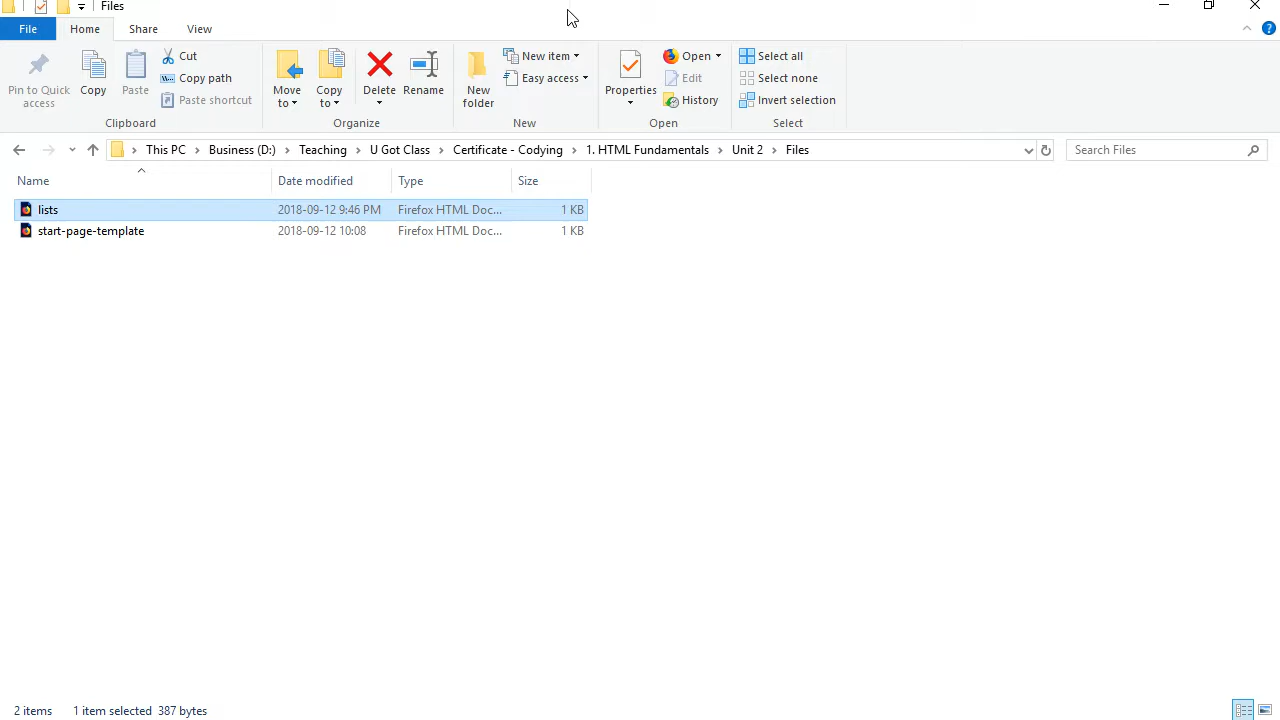 Files
File Home Share View
Pin to Quick access
Copy
Paste
Cut
Copy path
Paste shortcut
Clipboard
Move to
Copy to
Delete
Rename
Organize
New folder
New item
Easy access
New
Properties
Open
Edit
History
Open
Select all
Select none
Invert selection
Select
This PC Business (D:) Teaching U Got Class Certificate - Codying 1. HTML Fundamentals Unit 2 Files
Search Files
Name Date modified Type Size
lists 2018-09-12 9:46 PM Firefox HTML Doc... 1 KB
start-page-template 2018-09-12 10:08 Firefox HTML Doc... 1 KB
2 items 1 item selected 387 bytes